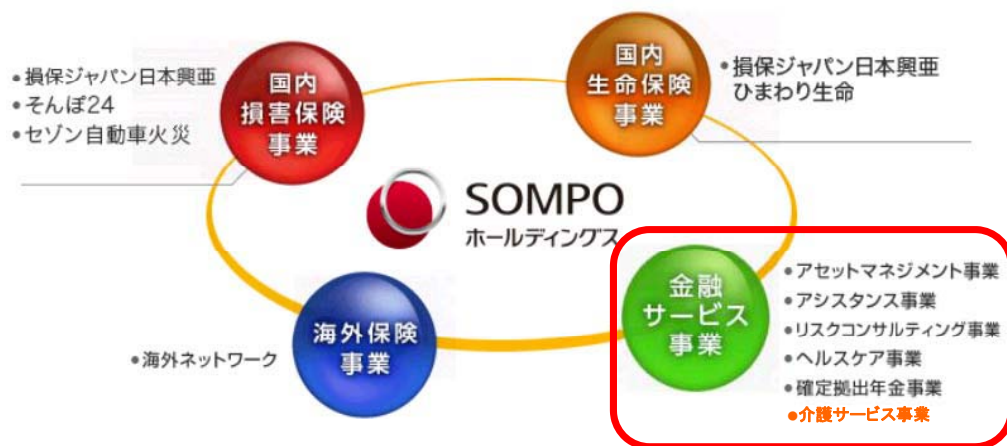 国内
損害保険
事業
•損保ジャパン日本興亜
•そんぽ24
•セゾン自動車火災
国内
生命保険
事業
•損保ジャパン日本興亜
ひまわり生命
SOMPO
ホールディングス
海外保険
事業
•海外ネットワーク
金融
サービス
事業
•アセットマネジメント事業
•アシスタンス事業
•リスクコンサルティング事業
•ヘルスケア事業
•確定拠出年金事業
•介護サービス事業